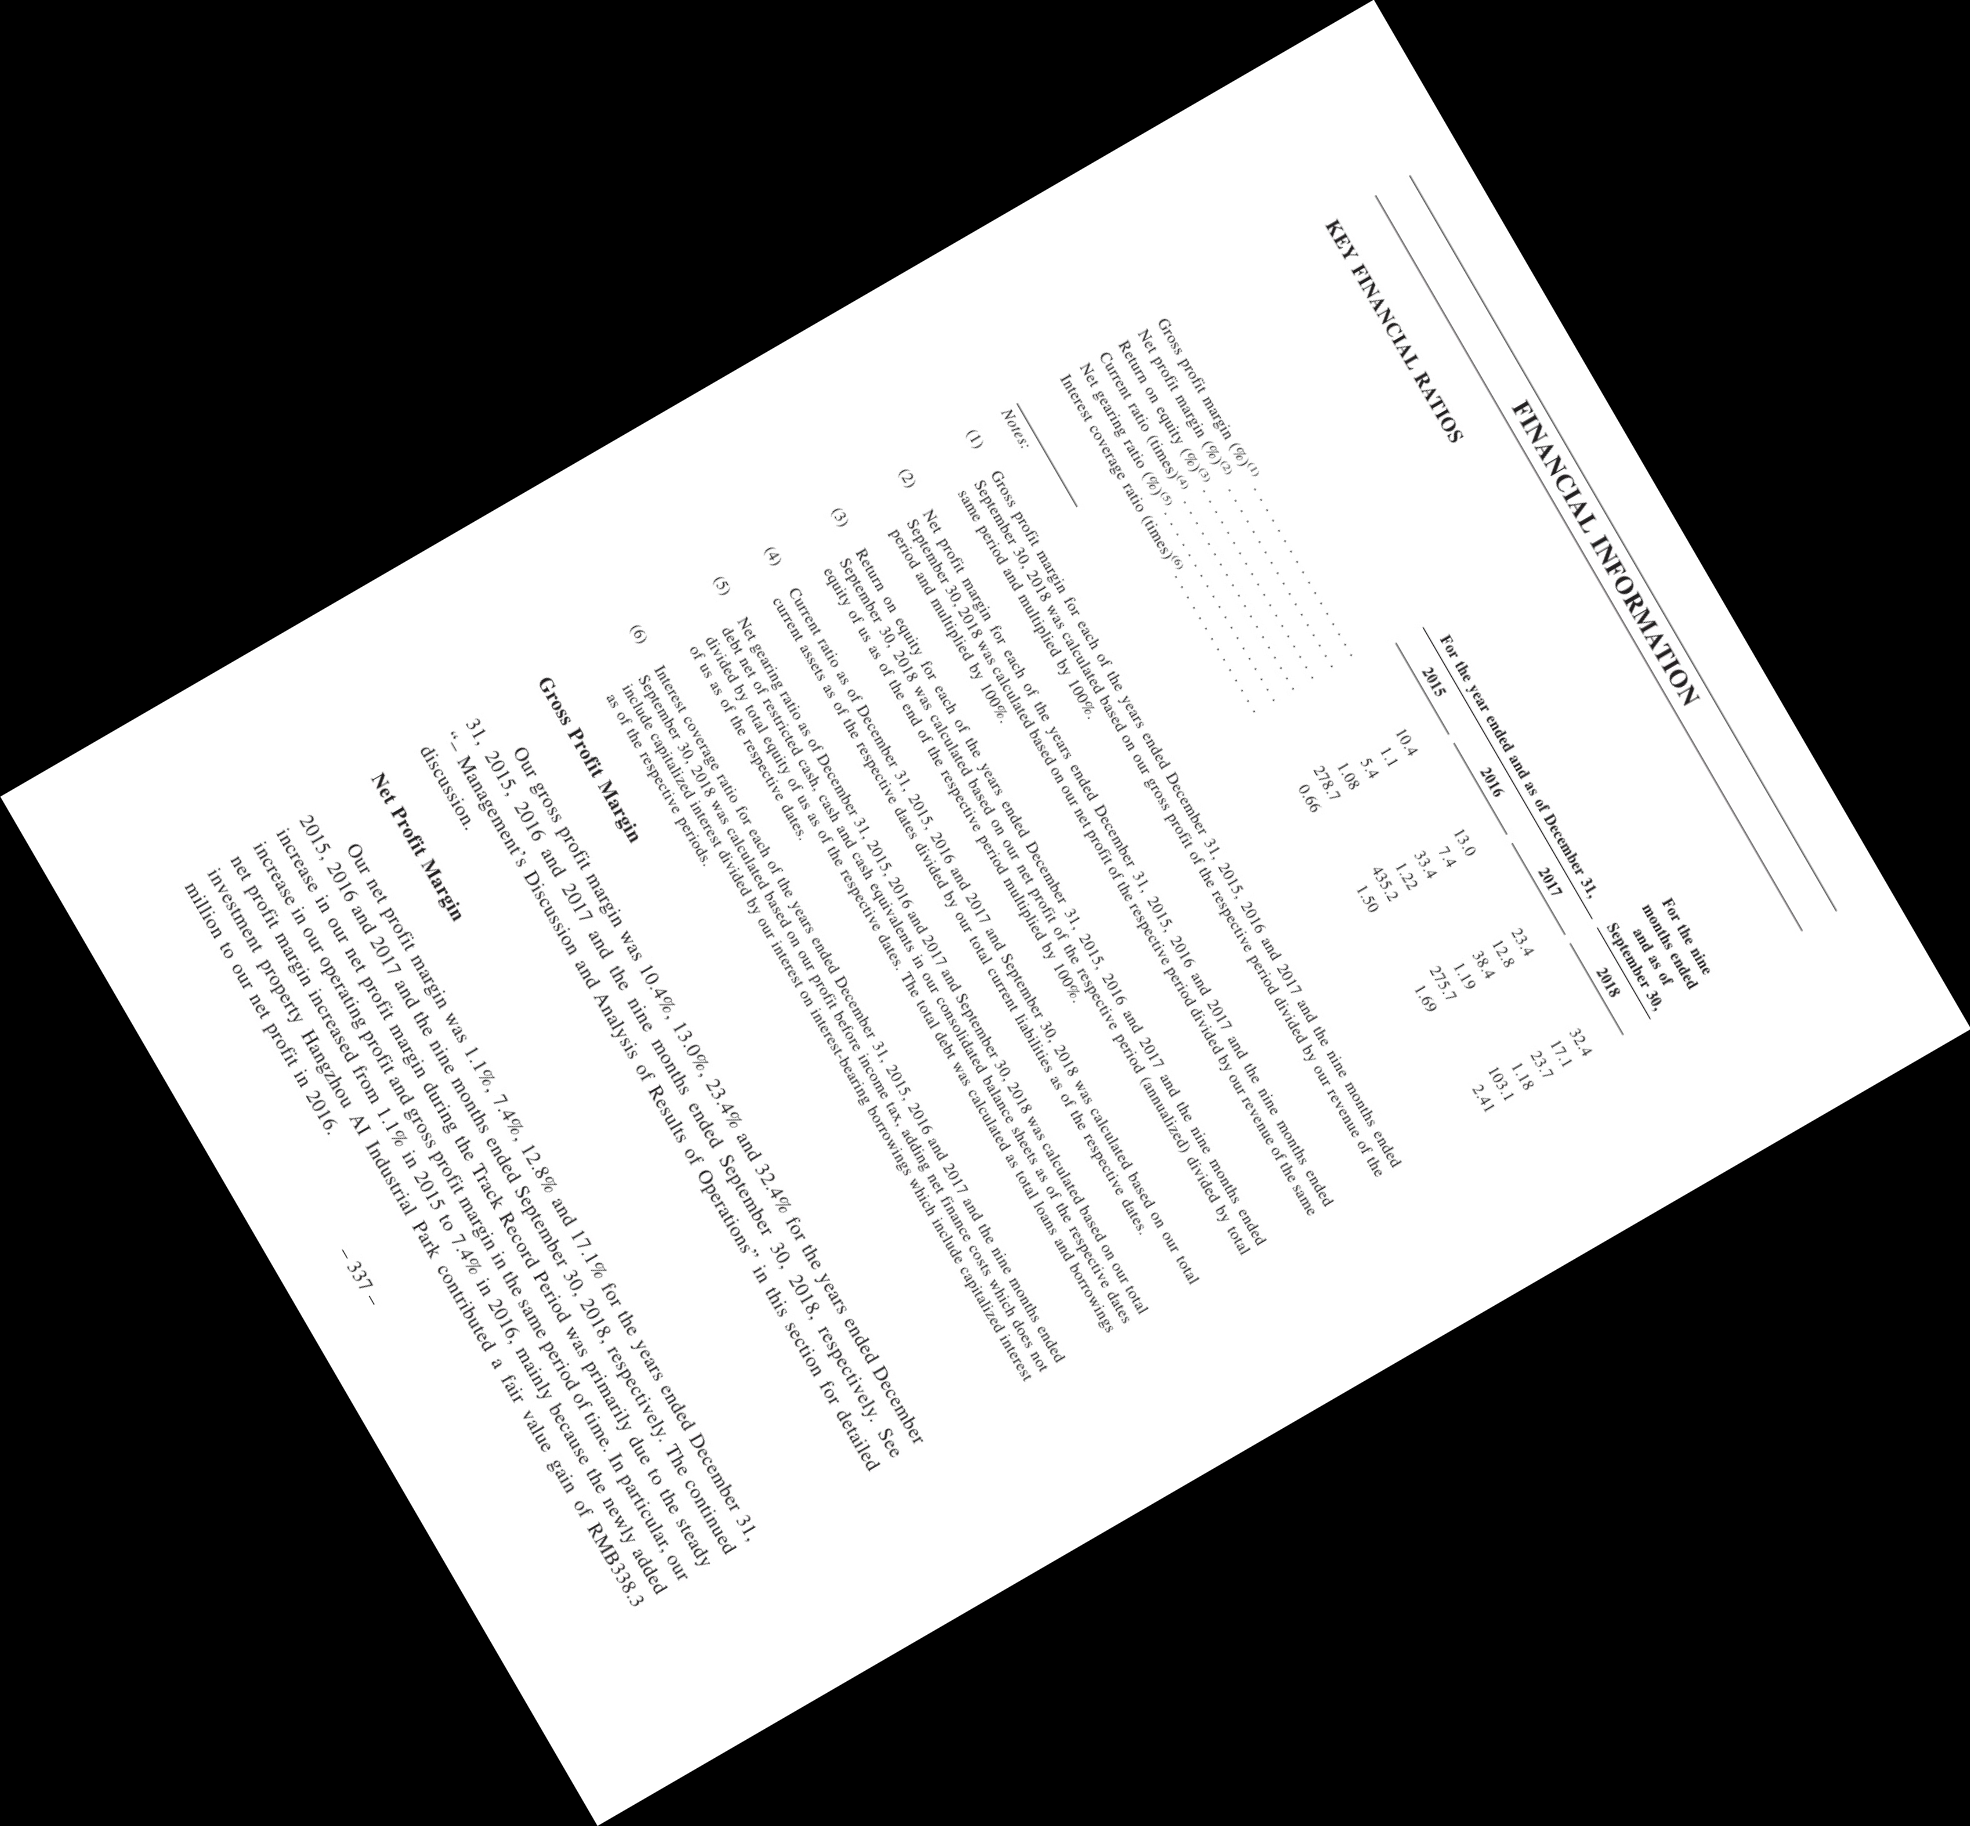 FINANCIAL INFORMATION
KEY FINANCIAL RATIOS
For the year ended and as of December 31,
For the nine
months ended
and as of
September 30,
2015 2016 2017 2018
Gross profit margin (%)(1) . . . . . . . . . . . . . . . . . . 10.4 13.0 23.4 32.4
Net profit margin (%)(2) . . . . . . . . . . . . . . . . . . . 1.1 7.4 12.8 17.1
Return on equity (%)(3) . . . . . . . . . . . . . . . . . . . . 5.4 33.4 38.4 23.7
Current ratio (times)(4) . . . . . . . . . . . . . . . . . . . . 1.08 1.22 1.19 1.18
Net gearing ratio (%)(5) . . . . . . . . . . . . . . . . . . . 278.7 435.2 275.7 103.1
Interest coverage ratio (times)(6) . . . . . . . . . . . . . . 0.66 1.50 1.69 2.41
Notes:
(1) Gross profit margin for each of the years ended December 31, 2015, 2016 and 2017 and the nine months ended
September 30, 2018 was calculated based on our gross profit of the respective period divided by our revenue of the
same period and multiplied by 100%.
(2) Net profit margin for each of the years ended December 31, 2015, 2016 and 2017 and the nine months ended
September 30, 2018 was calculated based on our net profit of the respective period divided by our revenue of the same
period and multiplied by 100%.
(3) Return on equity for each of the years ended December 31, 2015, 2016 and 2017 and the nine months ended
September 30, 2018 was calculated based on our net profit of the respective period (annualized) divided by total
equity of us as of the end of the respective period multiplied by 100%.
(4) Current ratio as of December 31, 2015, 2016 and 2017 and September 30, 2018 was calculated based on our total
current assets as of the respective dates divided by our total current liabilities as of the respective dates.
(5) Net gearing ratio as of December 31, 2015, 2016 and 2017 and September 30, 2018 was calculated based on our total
debt net of restricted cash, cash and cash equivalents in our consolidated balance sheets as of the respective dates
divided by total equity of us as of the respective dates. The total debt was calculated as total loans and borrowings
of us as of the respective dates.
(6) Interest coverage ratio for each of the years ended December 31, 2015, 2016 and 2017 and the nine months ended
September 30, 2018 was calculated based on our profit before income tax, adding net finance costs which does not
include capitalized interest divided by our interest on interest-bearing borrowings which include capitalized interest
as of the respective periods.
Gross Profit Margin
Our gross profit margin was 10.4%, 13.0%, 23.4% and 32.4% for the years ended December
31, 2015, 2016 and 2017 and the nine months ended September 30, 2018, respectively. See
“– Management’s Discussion and Analysis of Results of Operations” in this section for detailed
discussion.
Net Profit Margin
Our net profit margin was 1.1%, 7.4%, 12.8% and 17.1% for the years ended December 31,
2015, 2016 and 2017 and the nine months ended September 30, 2018, respectively. The continued
increase in our net profit margin during the Track Record Period was primarily due to the steady
increase in our operating profit and gross profit margin in the same period of time. In particular, our
net profit margin increased from 1.1% in 2015 to 7.4% in 2016, mainly because the newly added
investment property Hangzhou AI Industrial Park contributed a fair value gain of RMB338.3
million to our net profit in 2016.
– 337 –